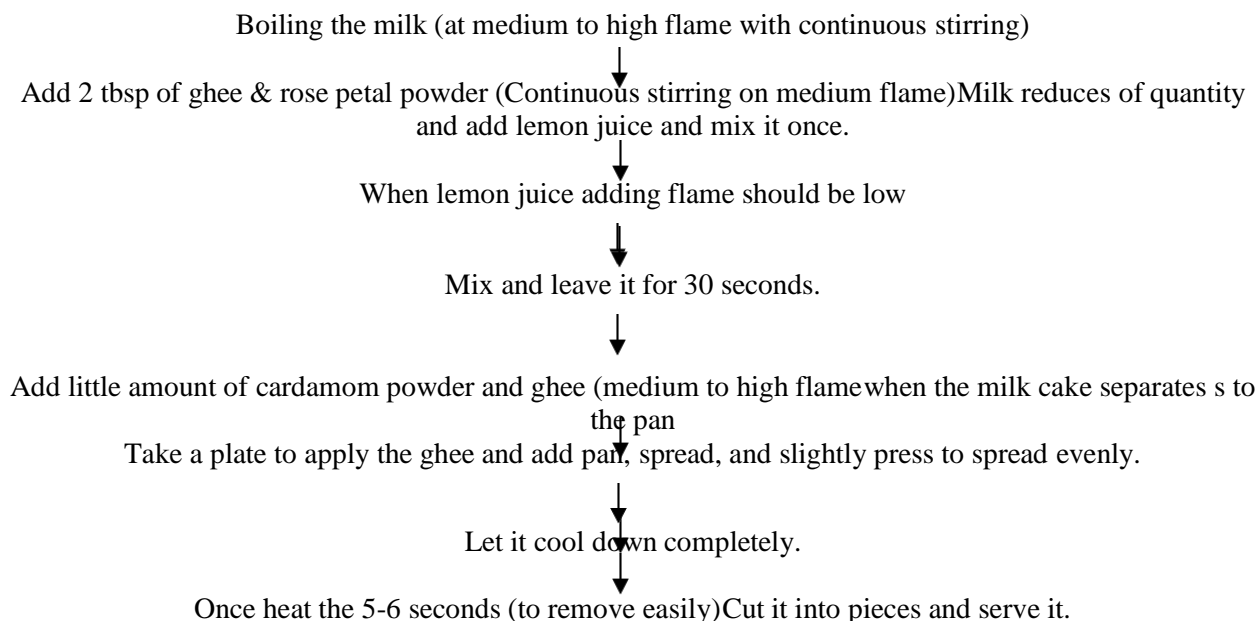 Boiling the milk (at medium to high flame with continuous stirring)
Add 2 tbsp of ghee & rose petal powder (Continuous stirring on medium flame)Milk reduces of quantity
and add lemon juice and mix it once.
When lemon juice adding flame should be low
Mix and leave it for 30 seconds.
Add little amount of cardamom powder and ghee (medium to high flamewhen the milk cake separates s to
the pan
Take a plate to apply the ghee and add pan, spread, and slightly press to spread evenly.
Let it cool down completely.
Once heat the 5-6 seconds (to remove easily)Cut it into pieces and serve it.